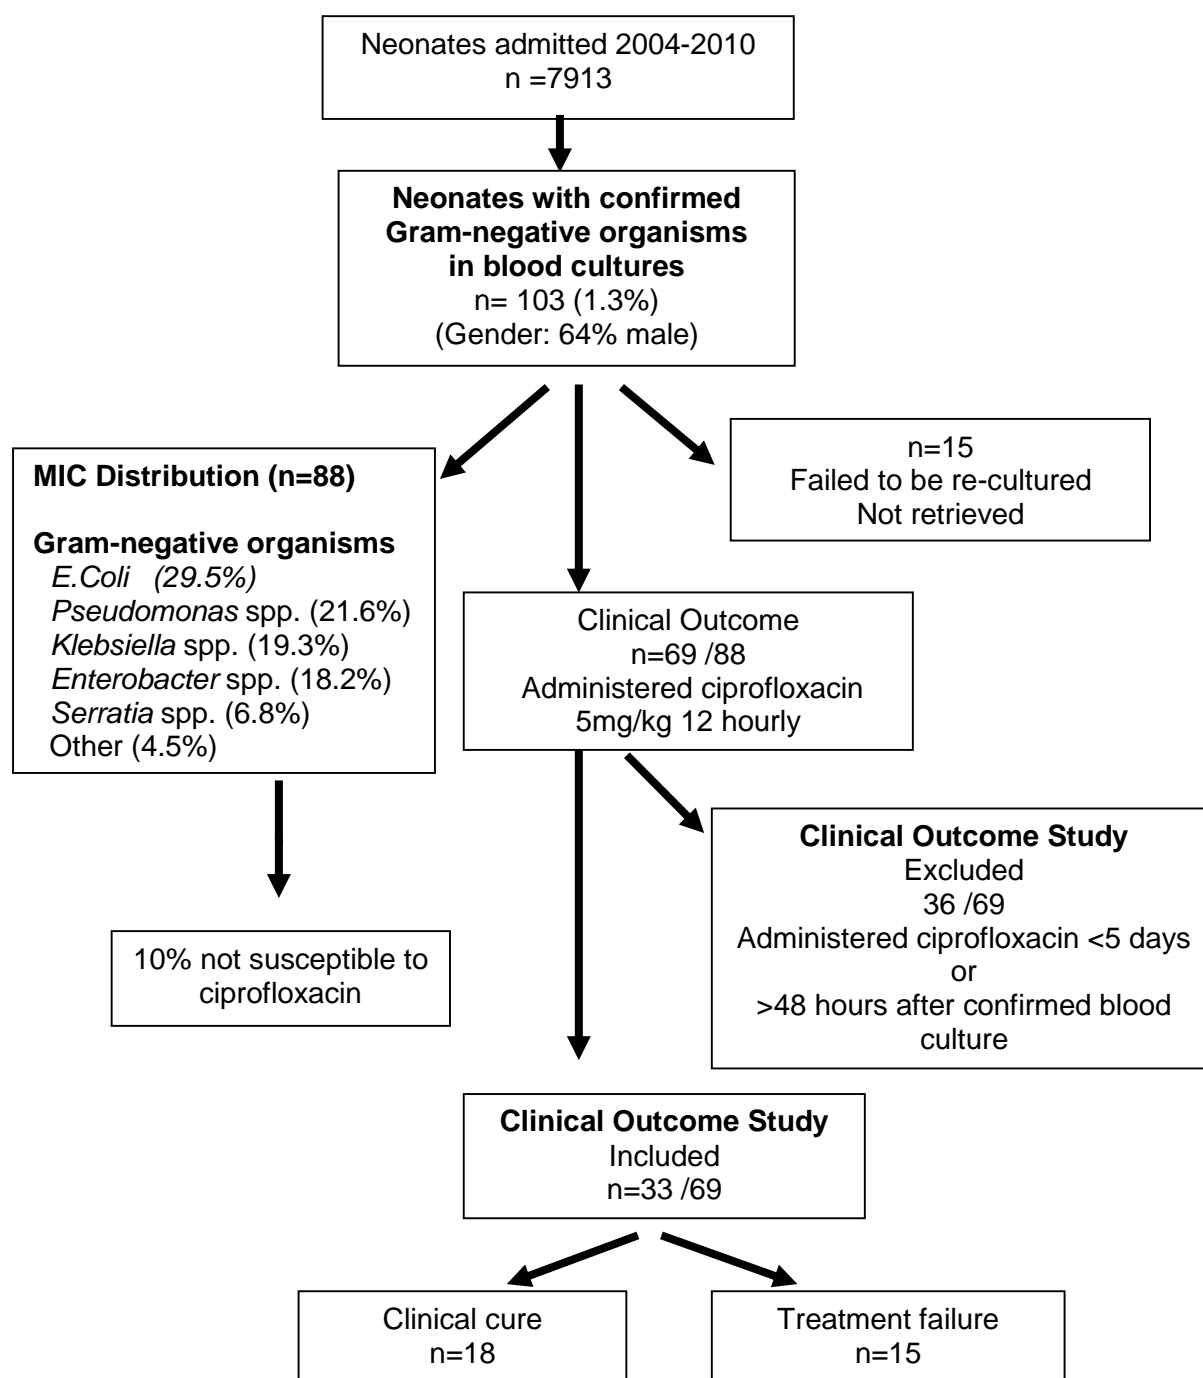 Neonates admitted 2004-2010
n =7913
Neonates with confirmed
Gram-negative organisms
in blood cultures
n= 103 (1.3%)
(Gender: 64% male)
MIC Distribution (n=88)
Gram-negative organisms
E.Coli (29.5%)
Pseudomonas spp. (21.6%)
Klebsiella spp. (19.3%)
Enterobacter spp. (18.2%)
Serratia spp. (6.8%)
Other (4.5%)
n=15
Failed to be re-cultured
Not retrieved
Clinical Outcome
n=69 /88
Administered ciprofloxacin
5mg/kg 12 hourly
Clinical Outcome Study
Excluded
36 /69
Administered ciprofloxacin <5 days
or
>48 hours after confirmed blood
culture
10% not susceptible to
ciprofloxacin
Clinical Outcome Study
Included
n=33 /69
Clinical cure
n=18
Treatment failure
n=15